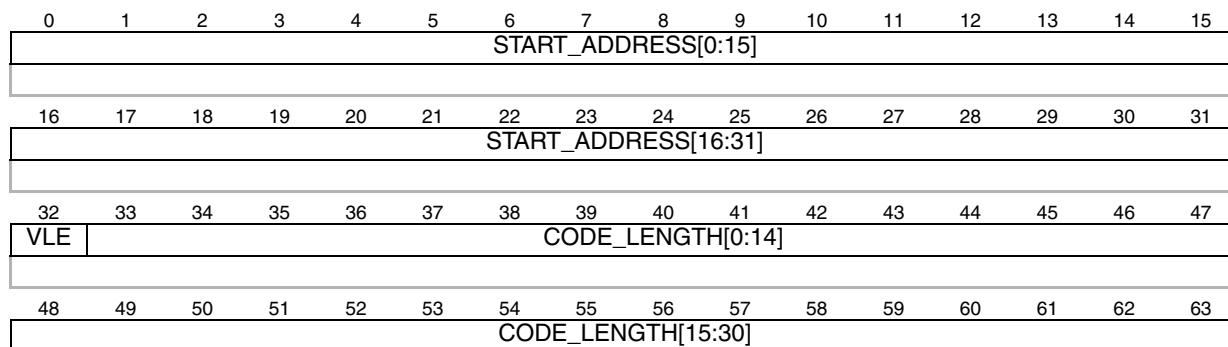 0 1 2 3 4 5 6 7 8 9 10 11 12 13 14 15
START_ADDRESS[0:15]
16 17 18 19 20 21 22 23 24 25 26 27 28 29 30 31
START_ADDRESS[16:31]
32 33 34 35 36 37 38 39 40 41 42 43 44 45 46 47
VLE CODE_LENGTH[0:14]
48 49 50 51 52 53 54 55 56 57 58 59 60 61 62 63
CODE_LENGTH[15:30]